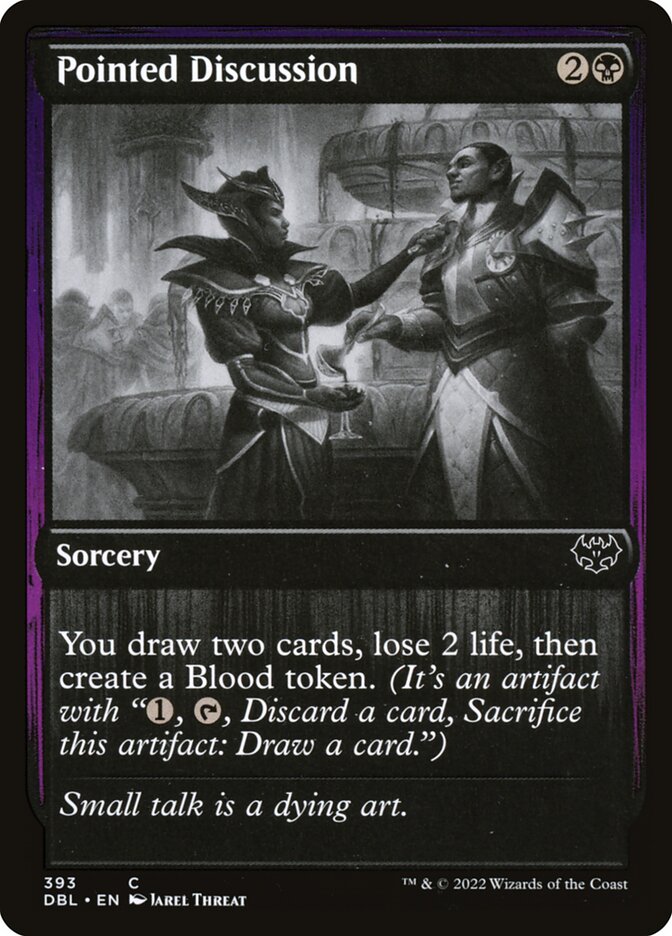 Pointed Discussion 2
Sorcery
You draw two cards, lose 2 life, then
create a Blood token. (It's an artifact
with “1, , Discard a card, Sacrifice
this artifact: Draw a card.”)
Small talk is a dying art.
393 C
DBL • EN Jarel Threat
™ & © 2022 Wizards of the Coast